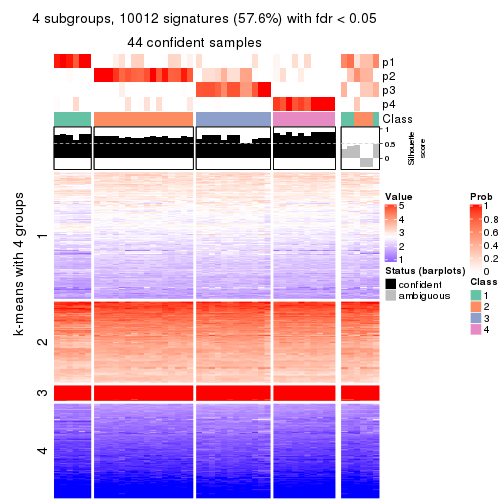 4 subgroups, 10012 signatures (57.6%) with fdr < 0.05
44 confident samples
p1
p2
p3
p4
Class
1
0.5
0
Silhouette
score
k-means with 4 groups
1
2
3
4
Value
5
4
3
2
1
Status (barplots)
confident
ambiguous
Prob
1
0.8
0.6
0.4
0.2
0
Class
1
2
3
4